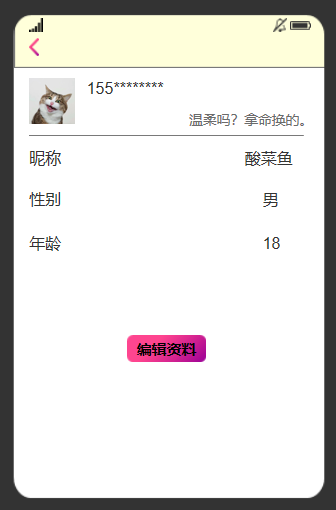 155********
温柔吗？拿命换的。
昵称 酸菜鱼
性别 男
年龄 18
编辑资料